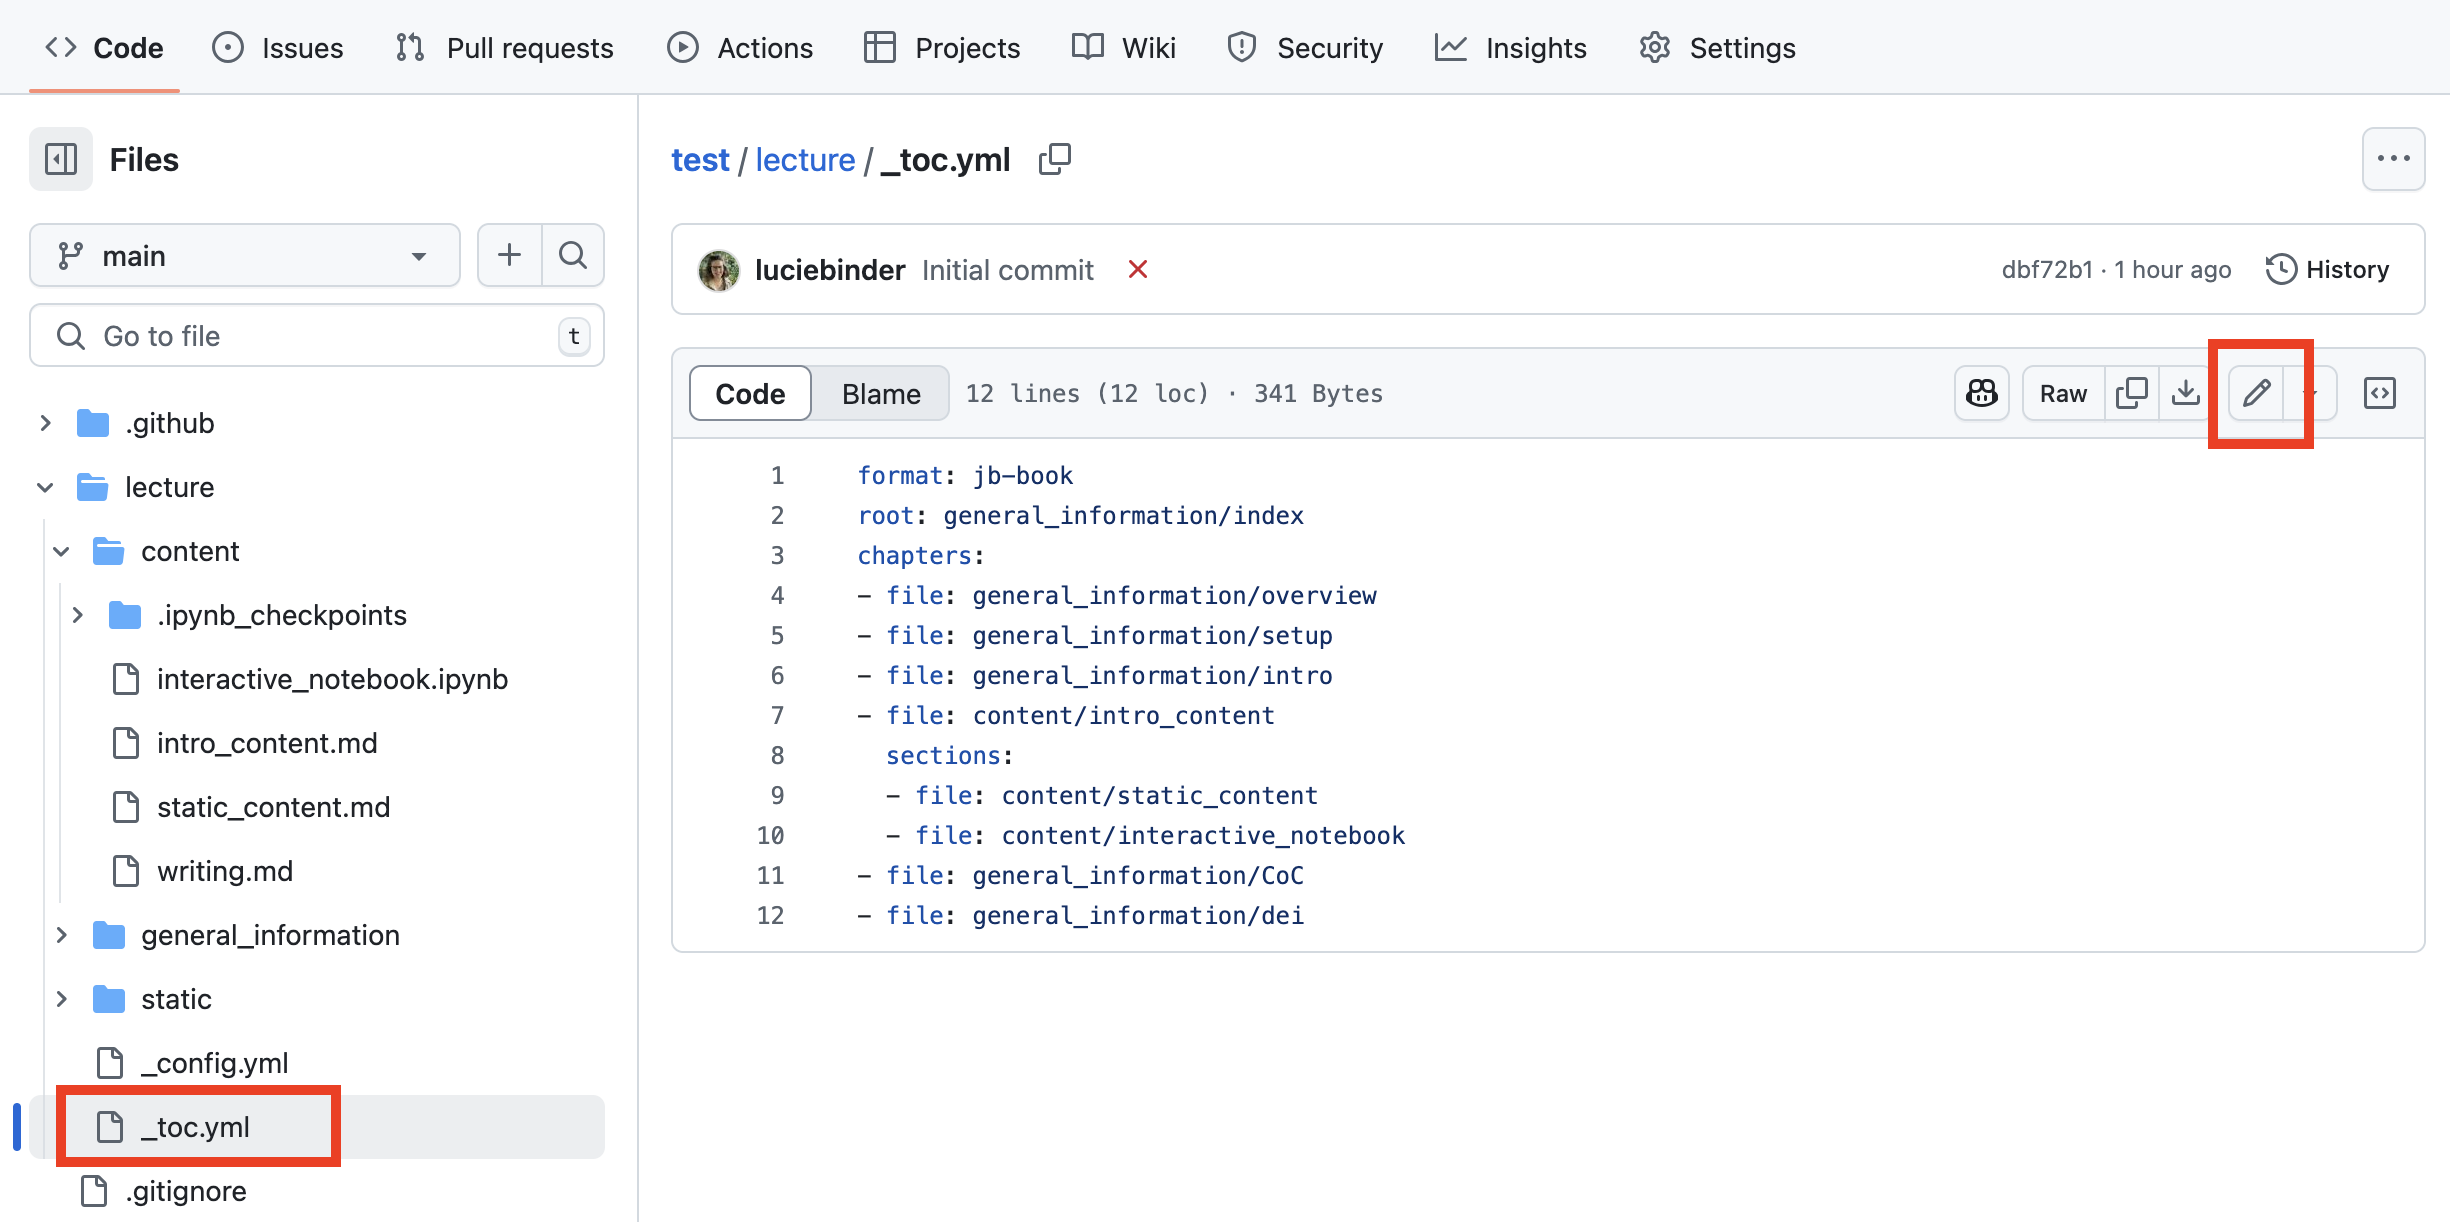 Code Issues Pull requests Actions Projects Wiki Security Insights Settings
Files
main
Go to file t
.github
lecture
content
.ipynb_checkpoints
interactive_notebook.ipynb
intro_content.md
static_content.md
writing.md
general_information
static
_config.yml
_toc.yml
.gitignore
test / lecture / _toc.yml
luciebinder Initial commit dbf72b1 · 1 hour ago History
Code Blame 12 lines (12 loc) · 341 Bytes Raw
1 format: jb-book
2 root: general_information/index
3 chapters:
4 - file: general_information/overview
5 - file: general_information/setup
6 - file: general_information/intro
7 - file: content/intro_content
8 sections:
9 - file: content/static_content
10 - file: content/interactive_notebook
11 - file: general_information/CoC
12 - file: general_information/dei